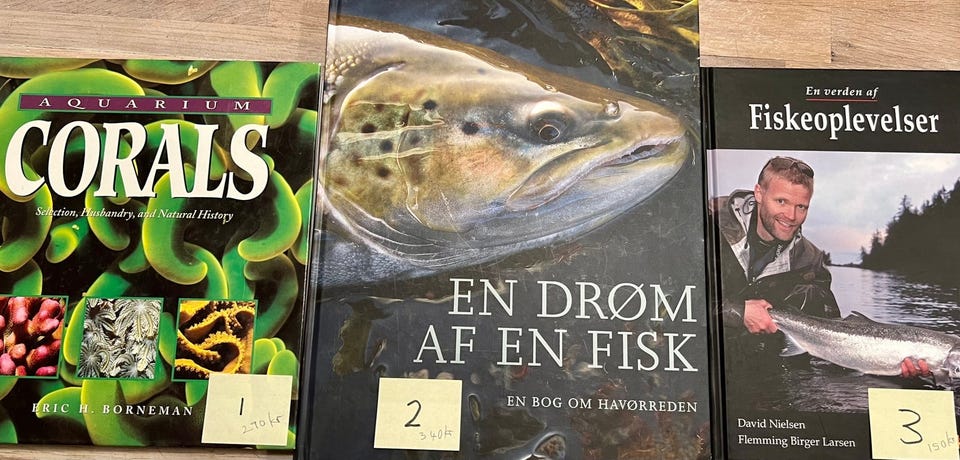 AQUARIUM
CORALS
Selection, Husbandry, and Natural History
ERIC H. BORNEMAN
1
270 kr
EN DRØM
AF EN FISK
EN BOG OM HAVØRREDEN
2
340 kr
En verden af
Fiskeoplevelser
David Nielsen
Flemming Birger Larsen
3
150 kr